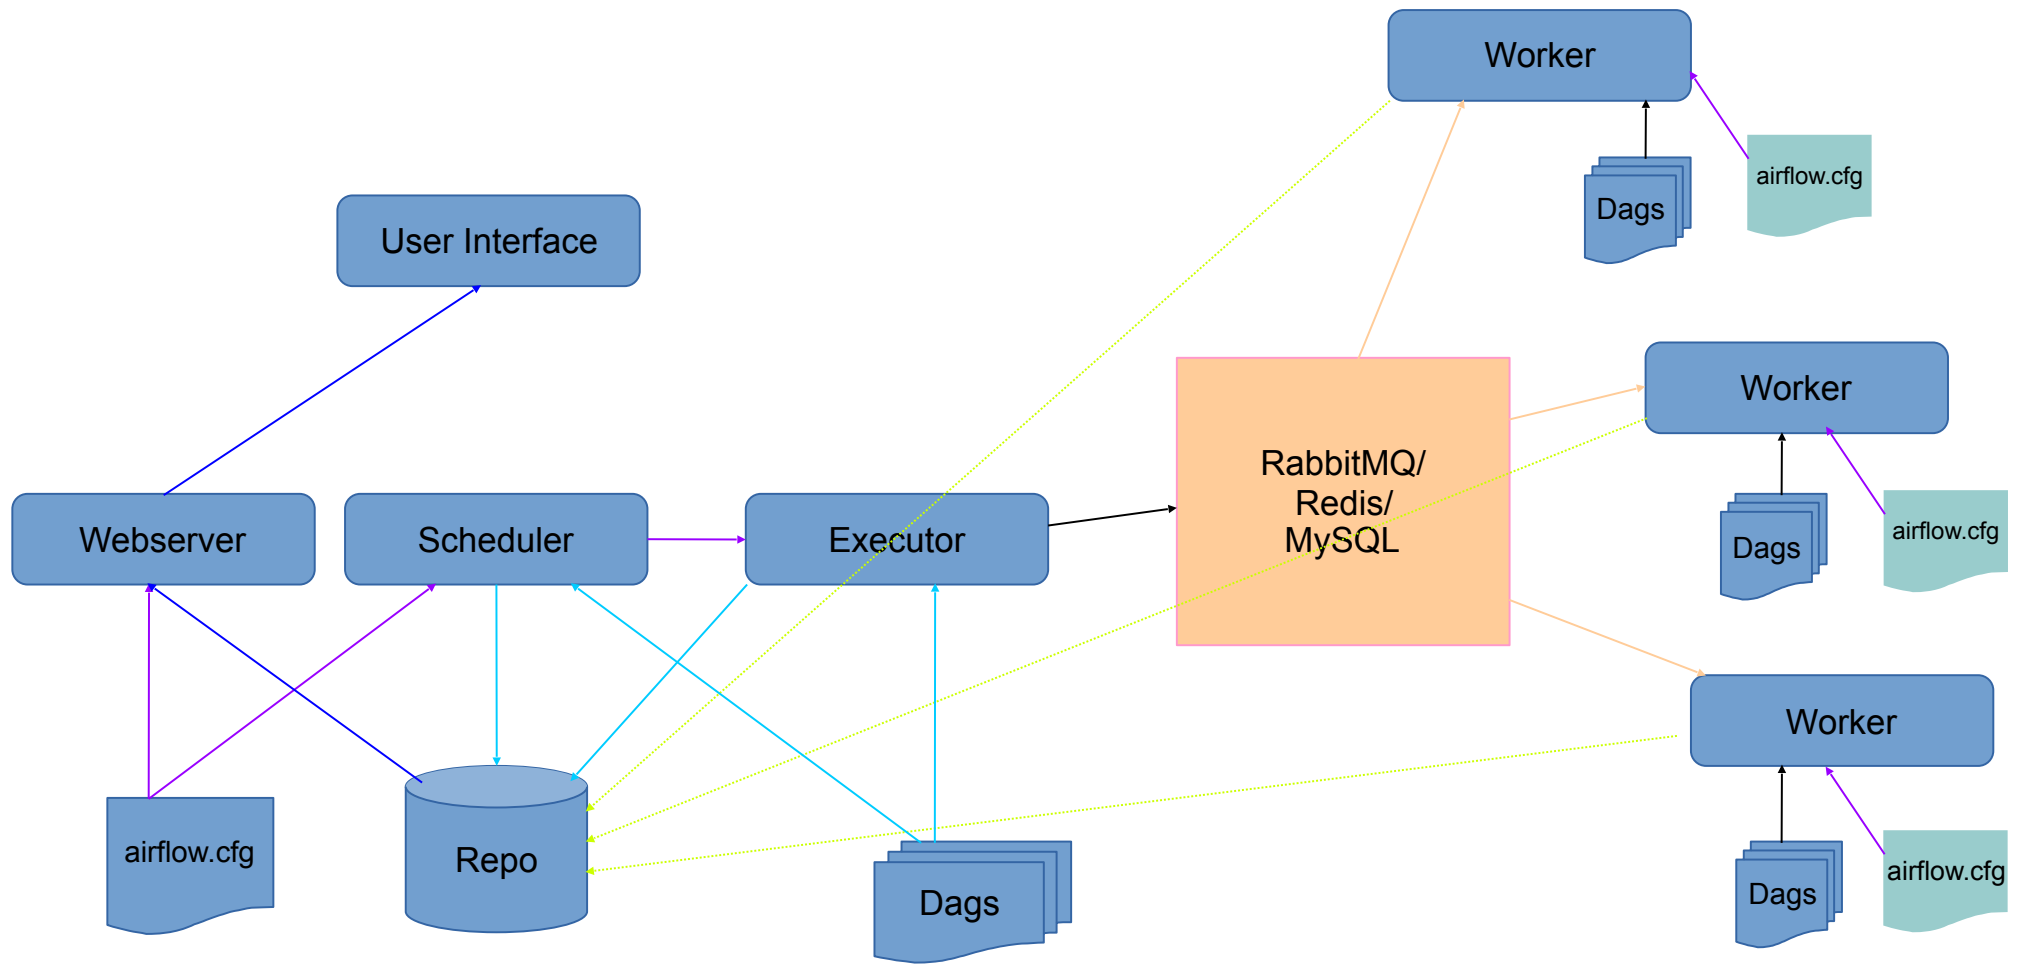 Worker
airflow.cfg
Dags
User Interface
Worker
RabbitMQ/
Redis/
MySQL
Webserver
Scheduler
Executor
airflow.cfg
Dags
Worker
airflow.cfg
Repo
Dags
airflow.cfg
Dags